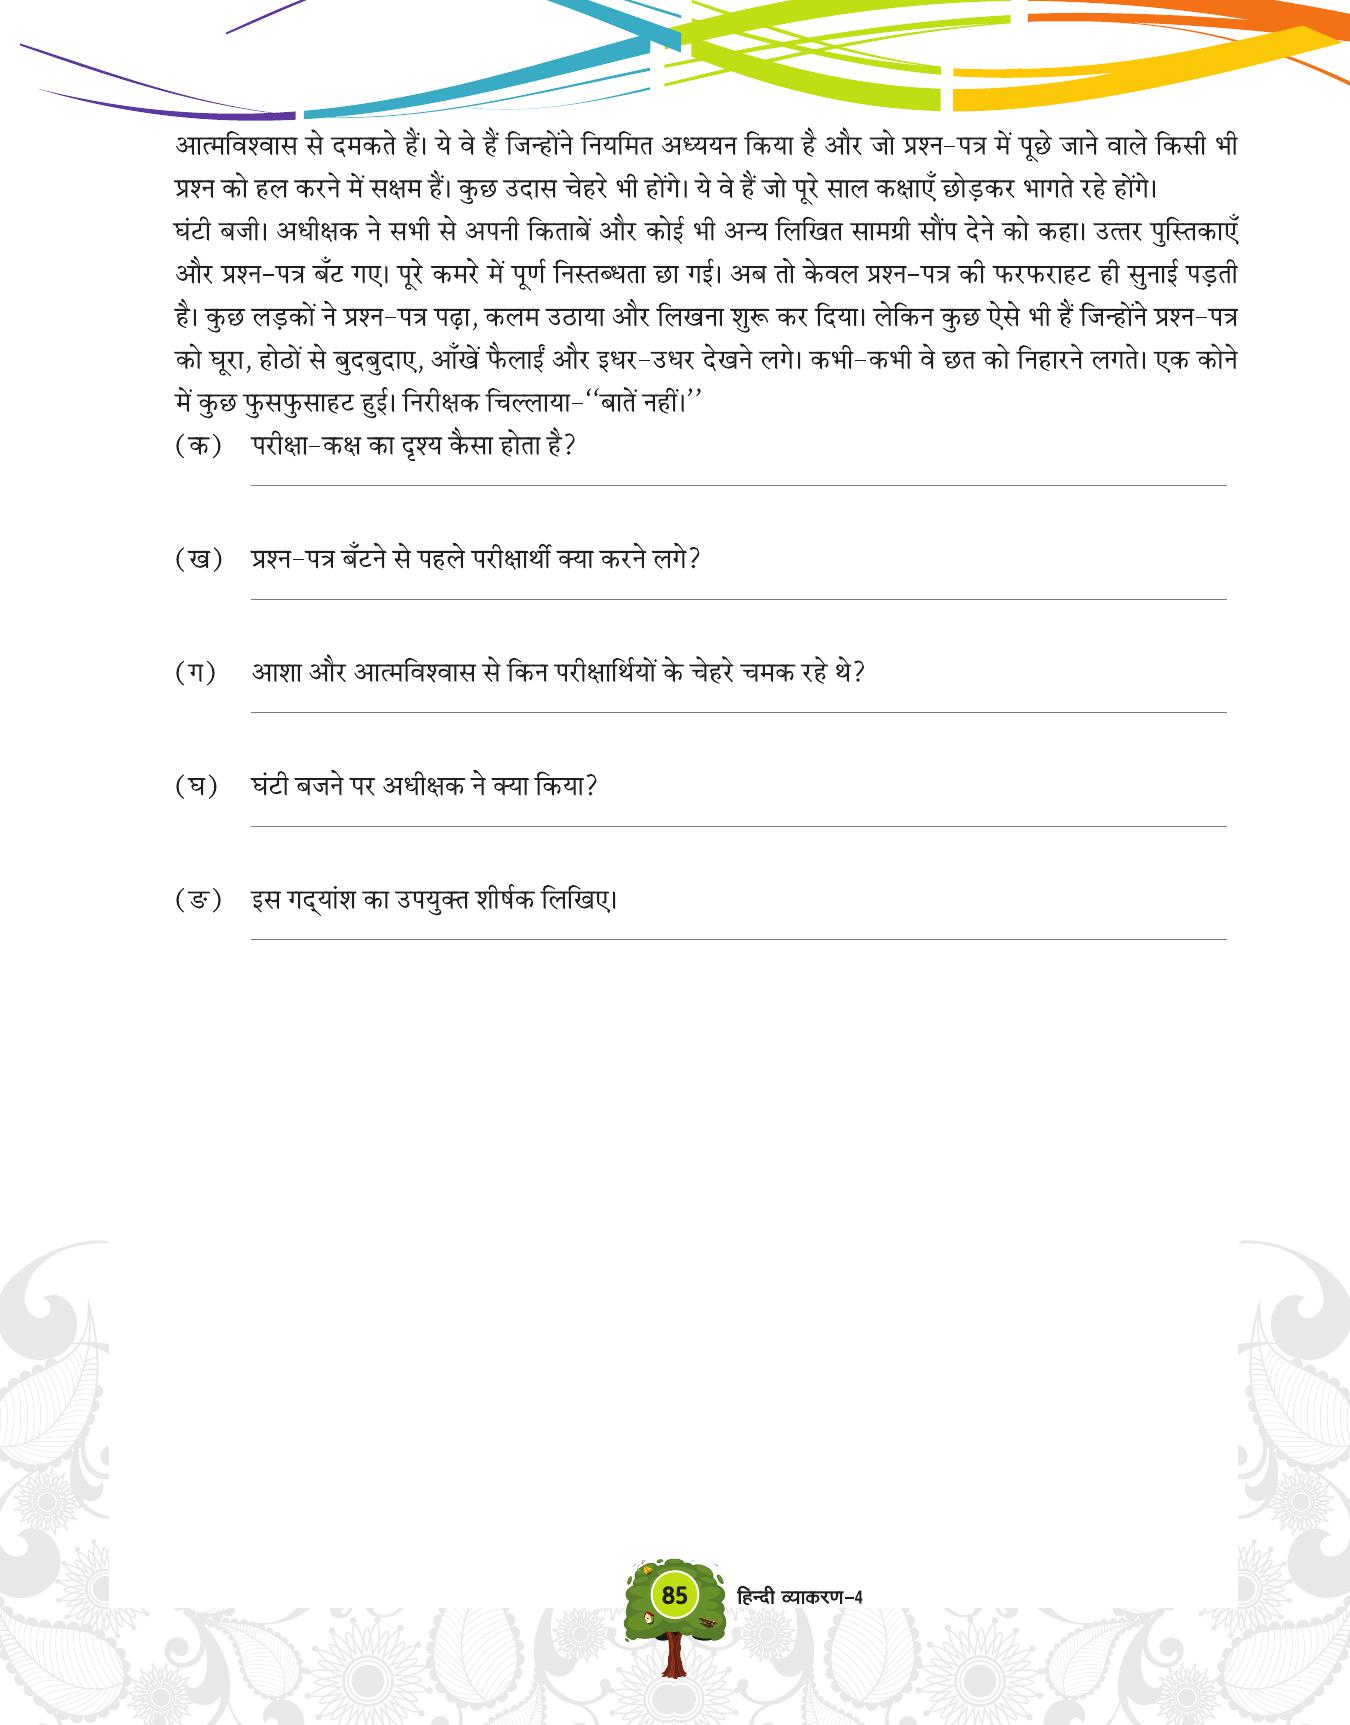 आत्मविश्वास से दमकते हैं। ये वे हैं जिन्होंने नियमित अध्ययन किया है और जो प्रश्न-पत्र में पूछे जाने वाले किसी भी
प्रश्न को हल करने में सक्षम हैं। कुछ उदास चेहरे भी होंगे। ये वे हैं जो पूरे साल कक्षाएँ छोड़कर भागते रहे होंगे।
घंटी बजी। अधीक्षक ने सभी से अपनी किताबें और कोई भी अन्य लिखित सामग्री सौंप देने को कहा। उत्तर पुस्तिकाएँ
और प्रश्न-पत्र बँट गए। पूरे कमरे में पूर्ण निस्तब्धता छा गई। अब तो केवल प्रश्न-पत्र की फरफराहट ही सुनाई पड़ती
है। कुछ लड़कों ने प्रश्न-पत्र पढ़ा, कलम उठाया और लिखना शुरू कर दिया। लेकिन कुछ ऐसे भी हैं जिन्होंने प्रश्न-पत्र
को घूरा, होठों से बुदबुदाए, आँखें फैलाईं और इधर-उधर देखने लगे। कभी-कभी वे छत को निहारने लगते। एक कोने
में कुछ फुसफुसाहट हुई। निरीक्षक चिल्लाया-‘‘बातें नहीं।’’
(क) परीक्षा-कक्ष का दृश्य कैसा होता है?
(ख) प्रश्न-पत्र बँटने से पहले परीक्षार्थी क्या करने लगे?
(ग) आशा और आत्मविश्वास से किन परीक्षार्थियों के चेहरे चमक रहे थे?
(घ) घंटी बजने पर अधीक्षक ने क्या किया?
(ङ) इस गद्‌यांश का उपयुक्त शीर्षक लिखिए।
85 हिन्दी व्याकरण-4